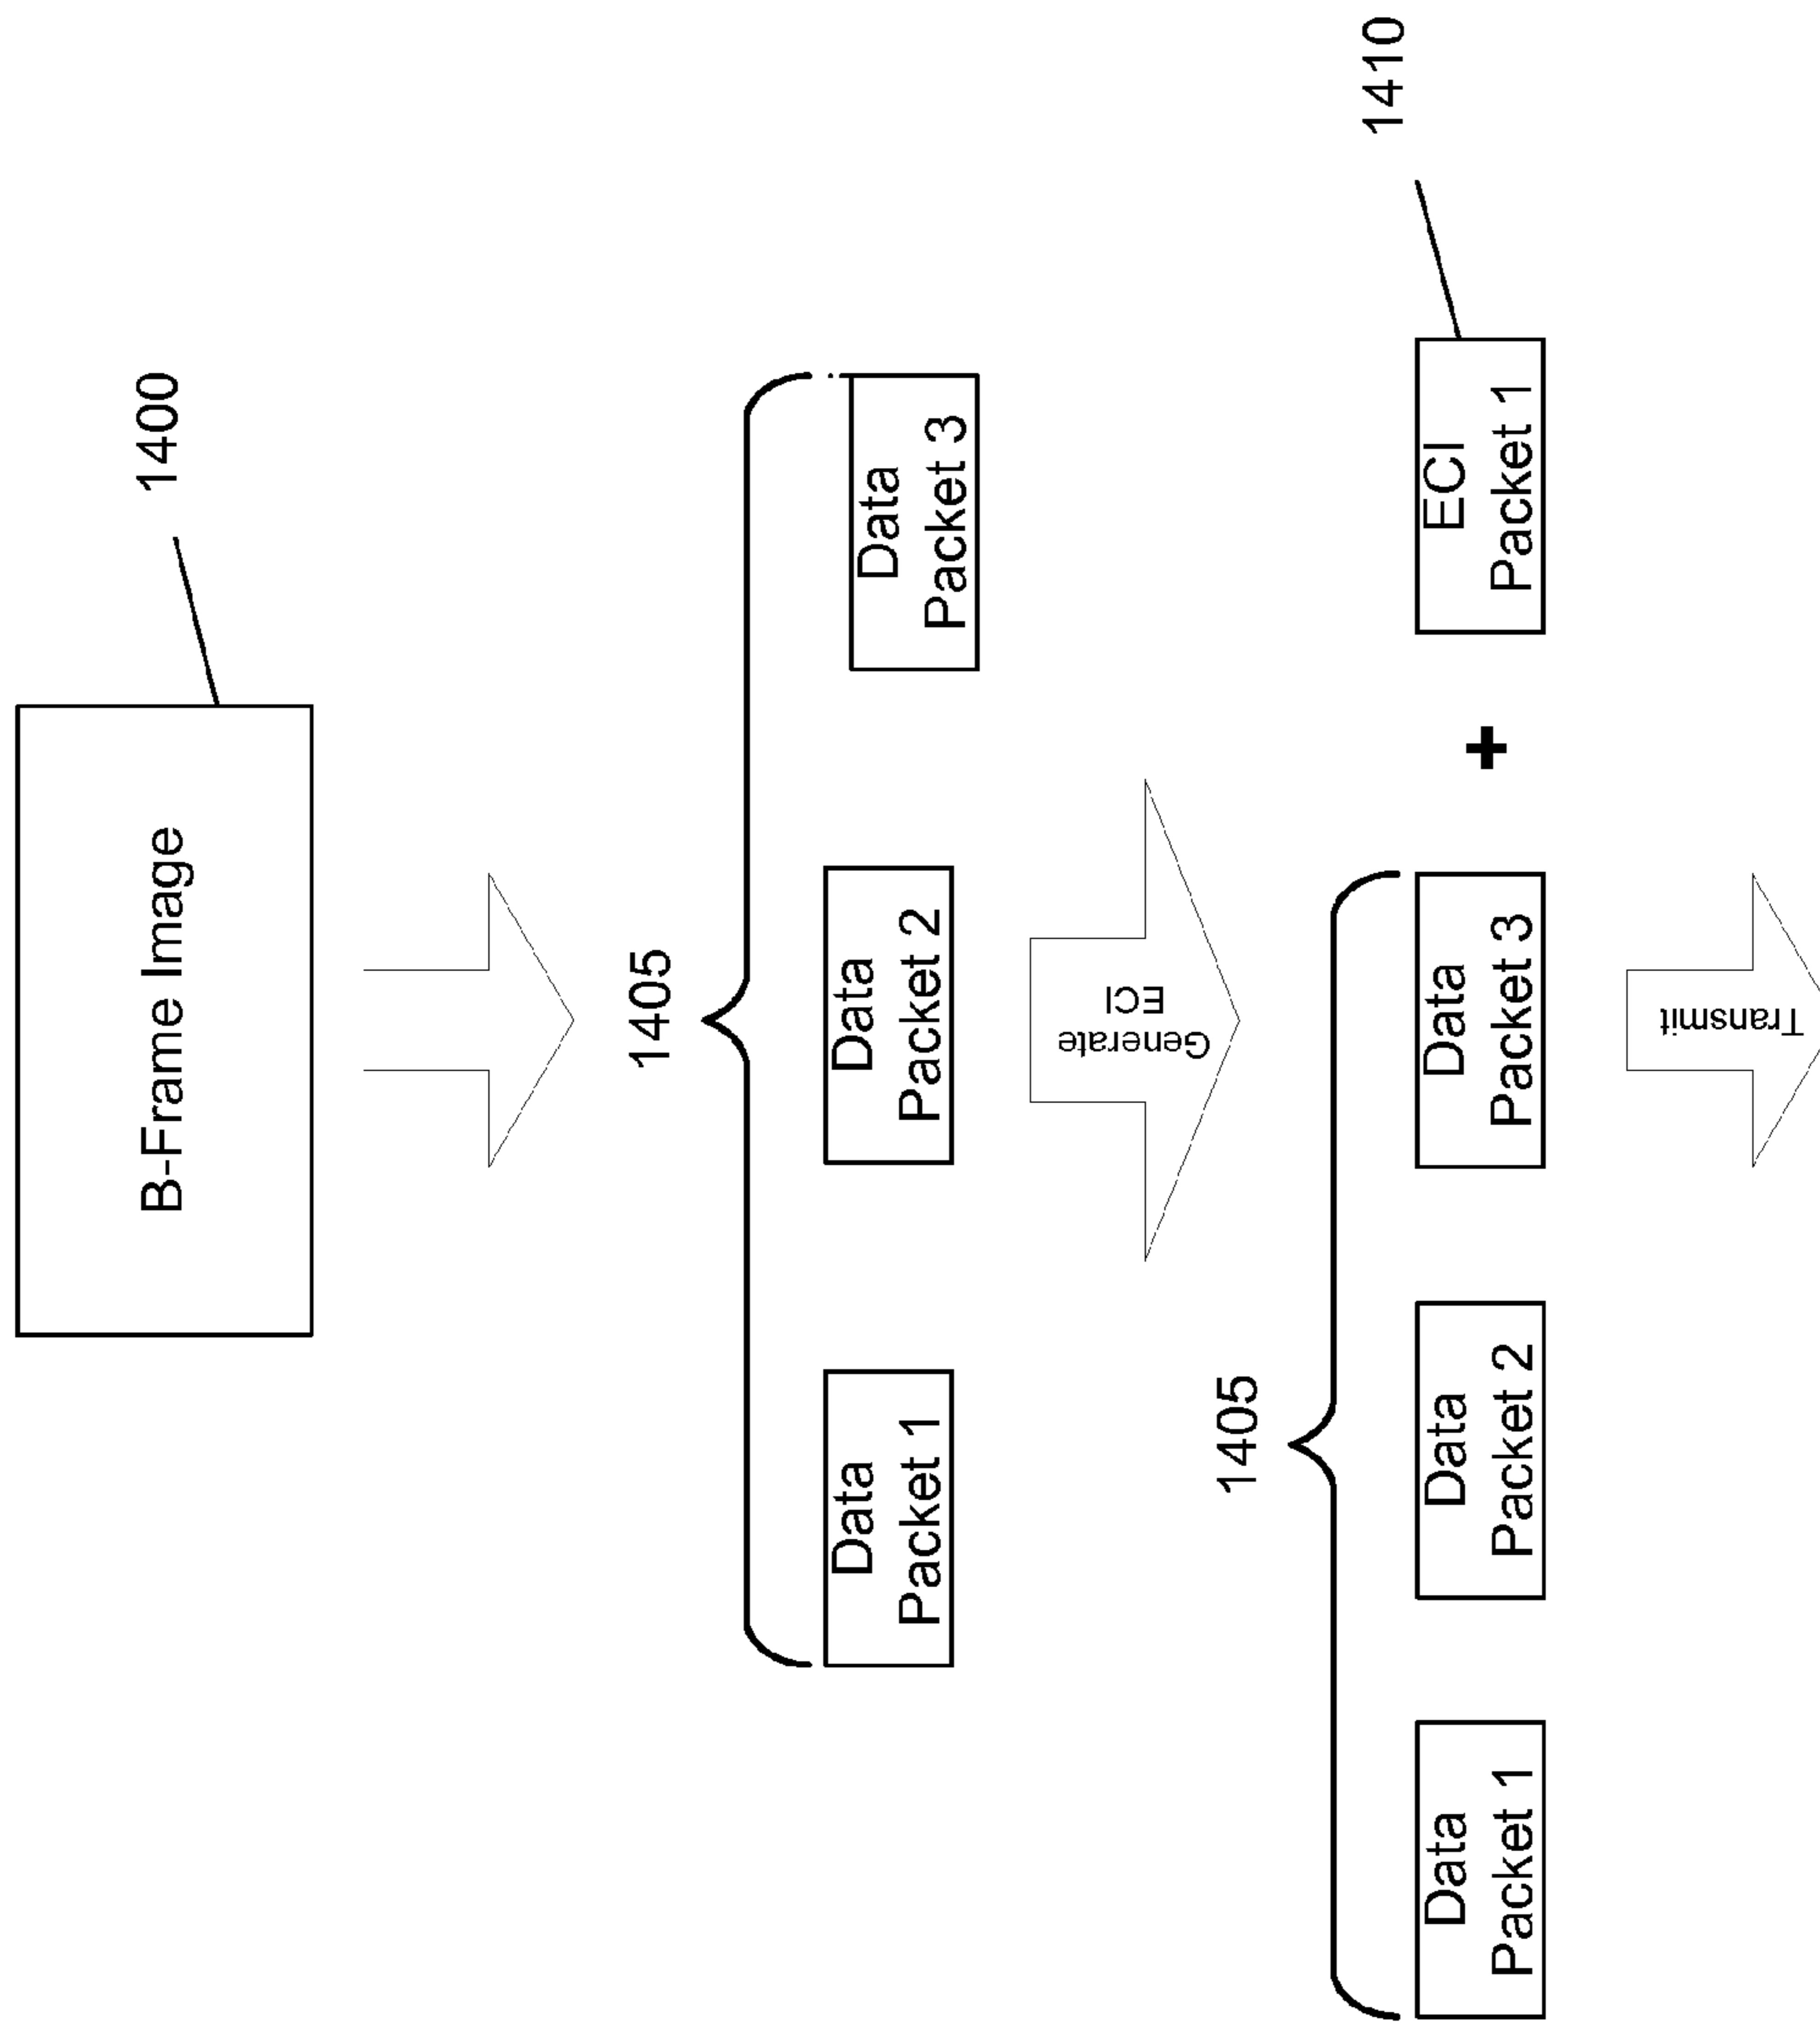 1400
B-Frame Image
1405
Data
Packet 1
Data
Packet 2
Data
Packet 3
Generate
ECI
1405
1410
Data
Packet 1
Data
Packet 2
Data
Packet 3
+
ECI
Packet 1
Transmit